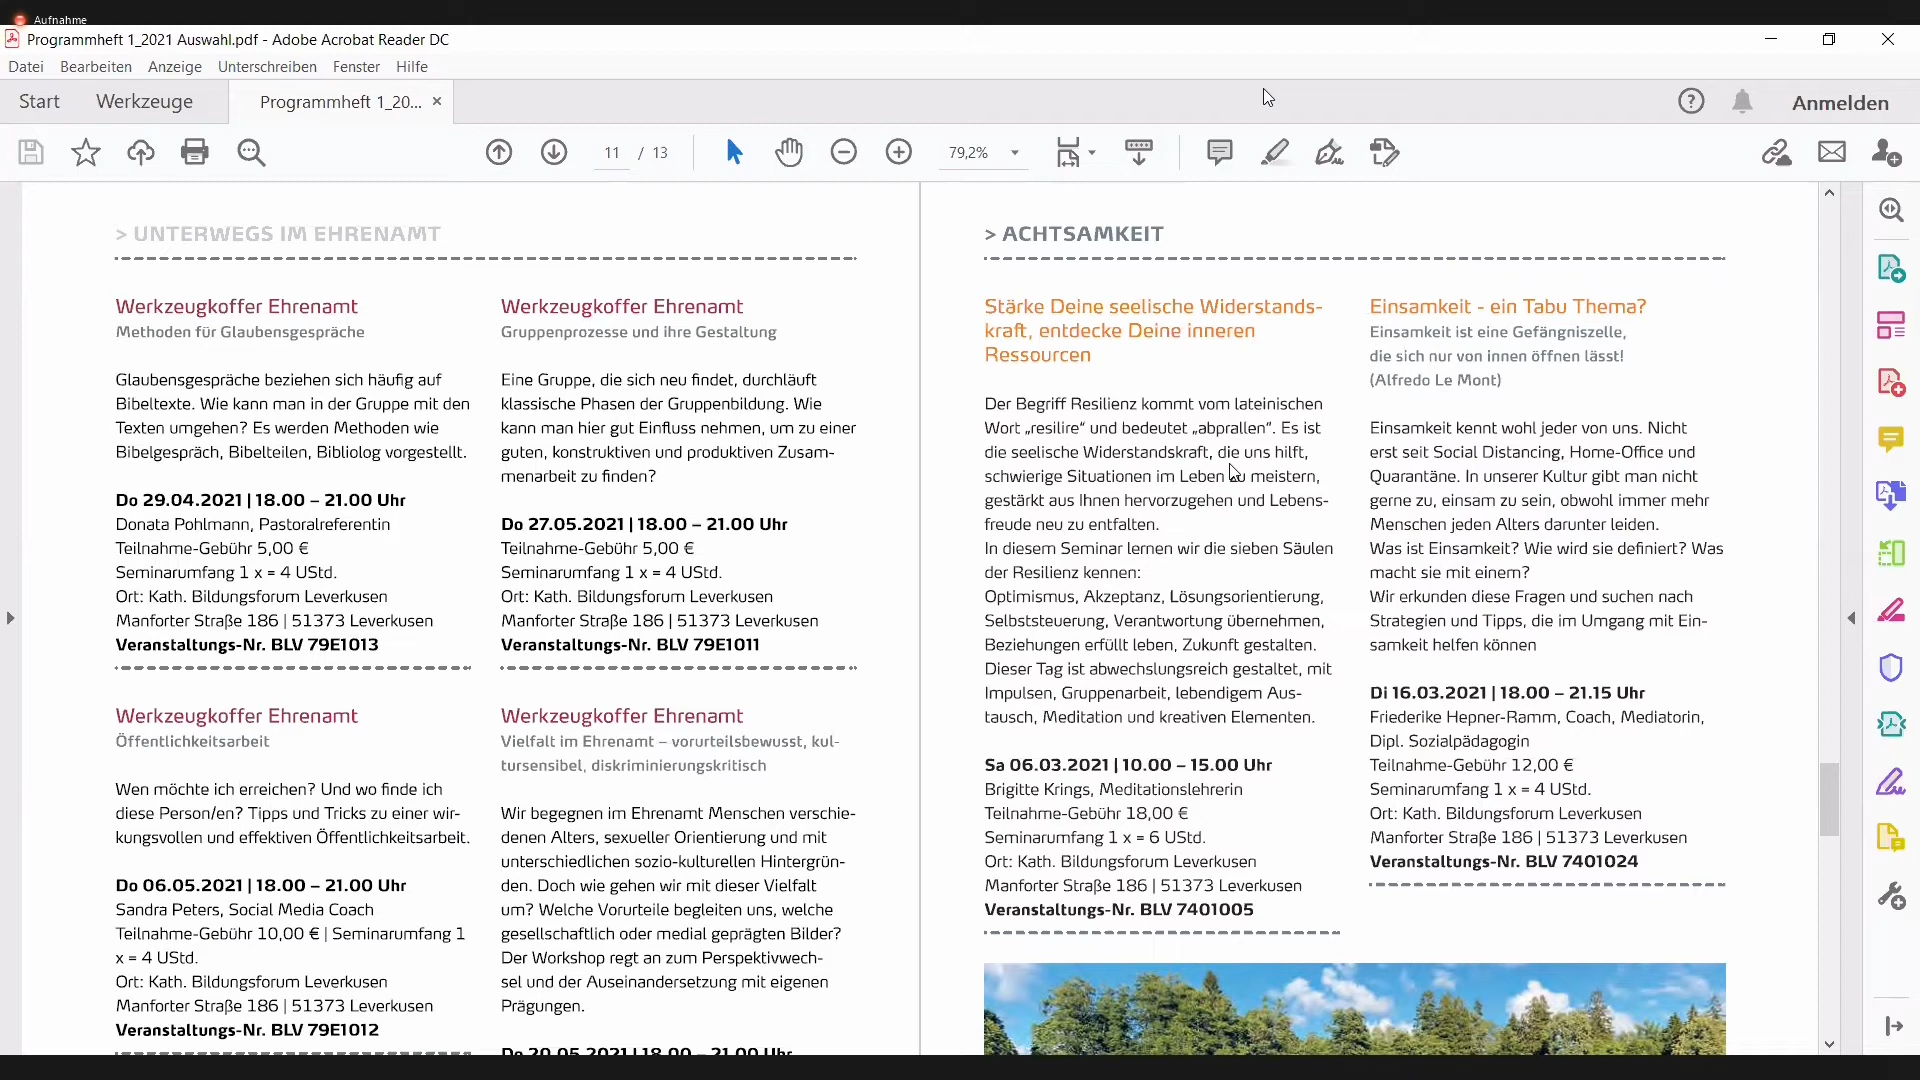 Aufnahme
Programmheft 1_2021 Auswahl.pdf - Adobe Acrobat Reader DC
Datei Bearbeiten Anzeige Unterschreiben Fenster Hilfe
Start Werkzeuge Programmheft 1_20... × Anmelden
11 / 13 79,2%
> UNTERWEGS IM EHRENAMT
Werkzeugkoffer Ehrenamt
Methoden für Glaubensgespräche
Glaubensgespräche beziehen sich häufig auf
Bibeltexte. Wie kann man in der Gruppe mit den
Texten umgehen? Es werden Methoden wie
Bibelgespräch, Bibelteilen, Bibliolog vorgestellt.
Do 29.04.2021 | 18.00 – 21.00 Uhr
Donata Pohlmann, Pastoralreferentin
Teilnahme-Gebühr 5,00 €
Seminarumfang 1 x = 4 UStd.
Ort: Kath. Bildungsforum Leverkusen
Manforter Straße 186 | 51373 Leverkusen
Veranstaltungs-Nr. BLV 79E1013
Werkzeugkoffer Ehrenamt
Öffentlichkeitsarbeit
Wen möchte ich erreichen? Und wo finde ich
diese Person/en? Tipps und Tricks zu einer wir-
kungsvollen und effektiven Öffentlichkeitsarbeit.
Do 06.05.2021 | 18.00 – 21.00 Uhr
Sandra Peters, Social Media Coach
Teilnahme-Gebühr 10,00 € | Seminarumfang 1
x = 4 UStd.
Ort: Kath. Bildungsforum Leverkusen
Manforter Straße 186 | 51373 Leverkusen
Veranstaltungs-Nr. BLV 79E1012
Werkzeugkoffer Ehrenamt
Gruppenprozesse und ihre Gestaltung
Eine Gruppe, die sich neu findet, durchläuft
klassische Phasen der Gruppenbildung. Wie
kann man hier gut Einfluss nehmen, um zu einer
guten, konstruktiven und produktiven Zusam-
menarbeit zu finden?
Do 27.05.2021 | 18.00 – 21.00 Uhr
Teilnahme-Gebühr 5,00 €
Seminarumfang 1 x = 4 UStd.
Ort: Kath. Bildungsforum Leverkusen
Manforter Straße 186 | 51373 Leverkusen
Veranstaltungs-Nr. BLV 79E1011
Werkzeugkoffer Ehrenamt
Vielfalt im Ehrenamt – vorurteilsbewusst, kul-
tursensibel, diskriminierungskritisch
Wir begegnen im Ehrenamt Menschen verschie-
denen Alters, sexueller Orientierung und mit
unterschiedlichen sozio-kulturellen Hintergrün-
den. Doch wie gehen wir mit dieser Vielfalt
um? Welche Vorurteile begleiten uns, welche
gesellschaftlich oder medial geprägten Bilder?
Der Workshop regt an zum Perspektivwech-
sel und der Auseinandersetzung mit eigenen
Prägungen.
Do 20.05.2021 | 18.00 – 21.00 Uhr
> ACHTSAMKEIT
Stärke Deine seelische Widerstands-
kraft, entdecke Deine inneren
Ressourcen
Der Begriff Resilienz kommt vom lateinischen
Wort „resilire“ und bedeutet „abprallen“. Es ist
die seelische Widerstandskraft, die uns hilft,
schwierige Situationen im Leben zu meistern,
gestärkt aus Ihnen hervorzugehen und Lebens-
freude neu zu entfalten.
In diesem Seminar lernen wir die sieben Säulen
der Resilienz kennen:
Optimismus, Akzeptanz, Lösungsorientierung,
Selbststeuerung, Verantwortung übernehmen,
Beziehungen erfüllt leben, Zukunft gestalten.
Dieser Tag ist abwechslungsreich gestaltet, mit
Impulsen, Gruppenarbeit, lebendigem Aus-
tausch, Meditation und kreativen Elementen.
Sa 06.03.2021 | 10.00 – 15.00 Uhr
Brigitte Krings, Meditationslehrerin
Teilnahme-Gebühr 18,00 €
Seminarumfang 1 x = 6 UStd.
Ort: Kath. Bildungsforum Leverkusen
Manforter Straße 186 | 51373 Leverkusen
Veranstaltungs-Nr. BLV 7401005
Einsamkeit - ein Tabu Thema?
Einsamkeit ist eine Gefängniszelle,
die sich nur von innen öffnen lässt!
(Alfredo Le Mont)
Einsamkeit kennt wohl jeder von uns. Nicht
erst seit Social Distancing, Home-Office und
Quarantäne. In unserer Kultur gibt man nicht
gerne zu, einsam zu sein, obwohl immer mehr
Menschen jeden Alters darunter leiden.
Was ist Einsamkeit? Wie wird sie definiert? Was
macht sie mit einem?
Wir erkunden diese Fragen und suchen nach
Strategien und Tipps, die im Umgang mit Ein-
samkeit helfen können
Di 16.03.2021 | 18.00 – 21.15 Uhr
Friederike Hepner-Ramm, Coach, Mediatorin,
Dipl. Sozialpädagogin
Teilnahme-Gebühr 12,00 €
Seminarumfang 1 x = 4 UStd.
Ort: Kath. Bildungsforum Leverkusen
Manforter Straße 186 | 51373 Leverkusen
Veranstaltungs-Nr. BLV 7401024